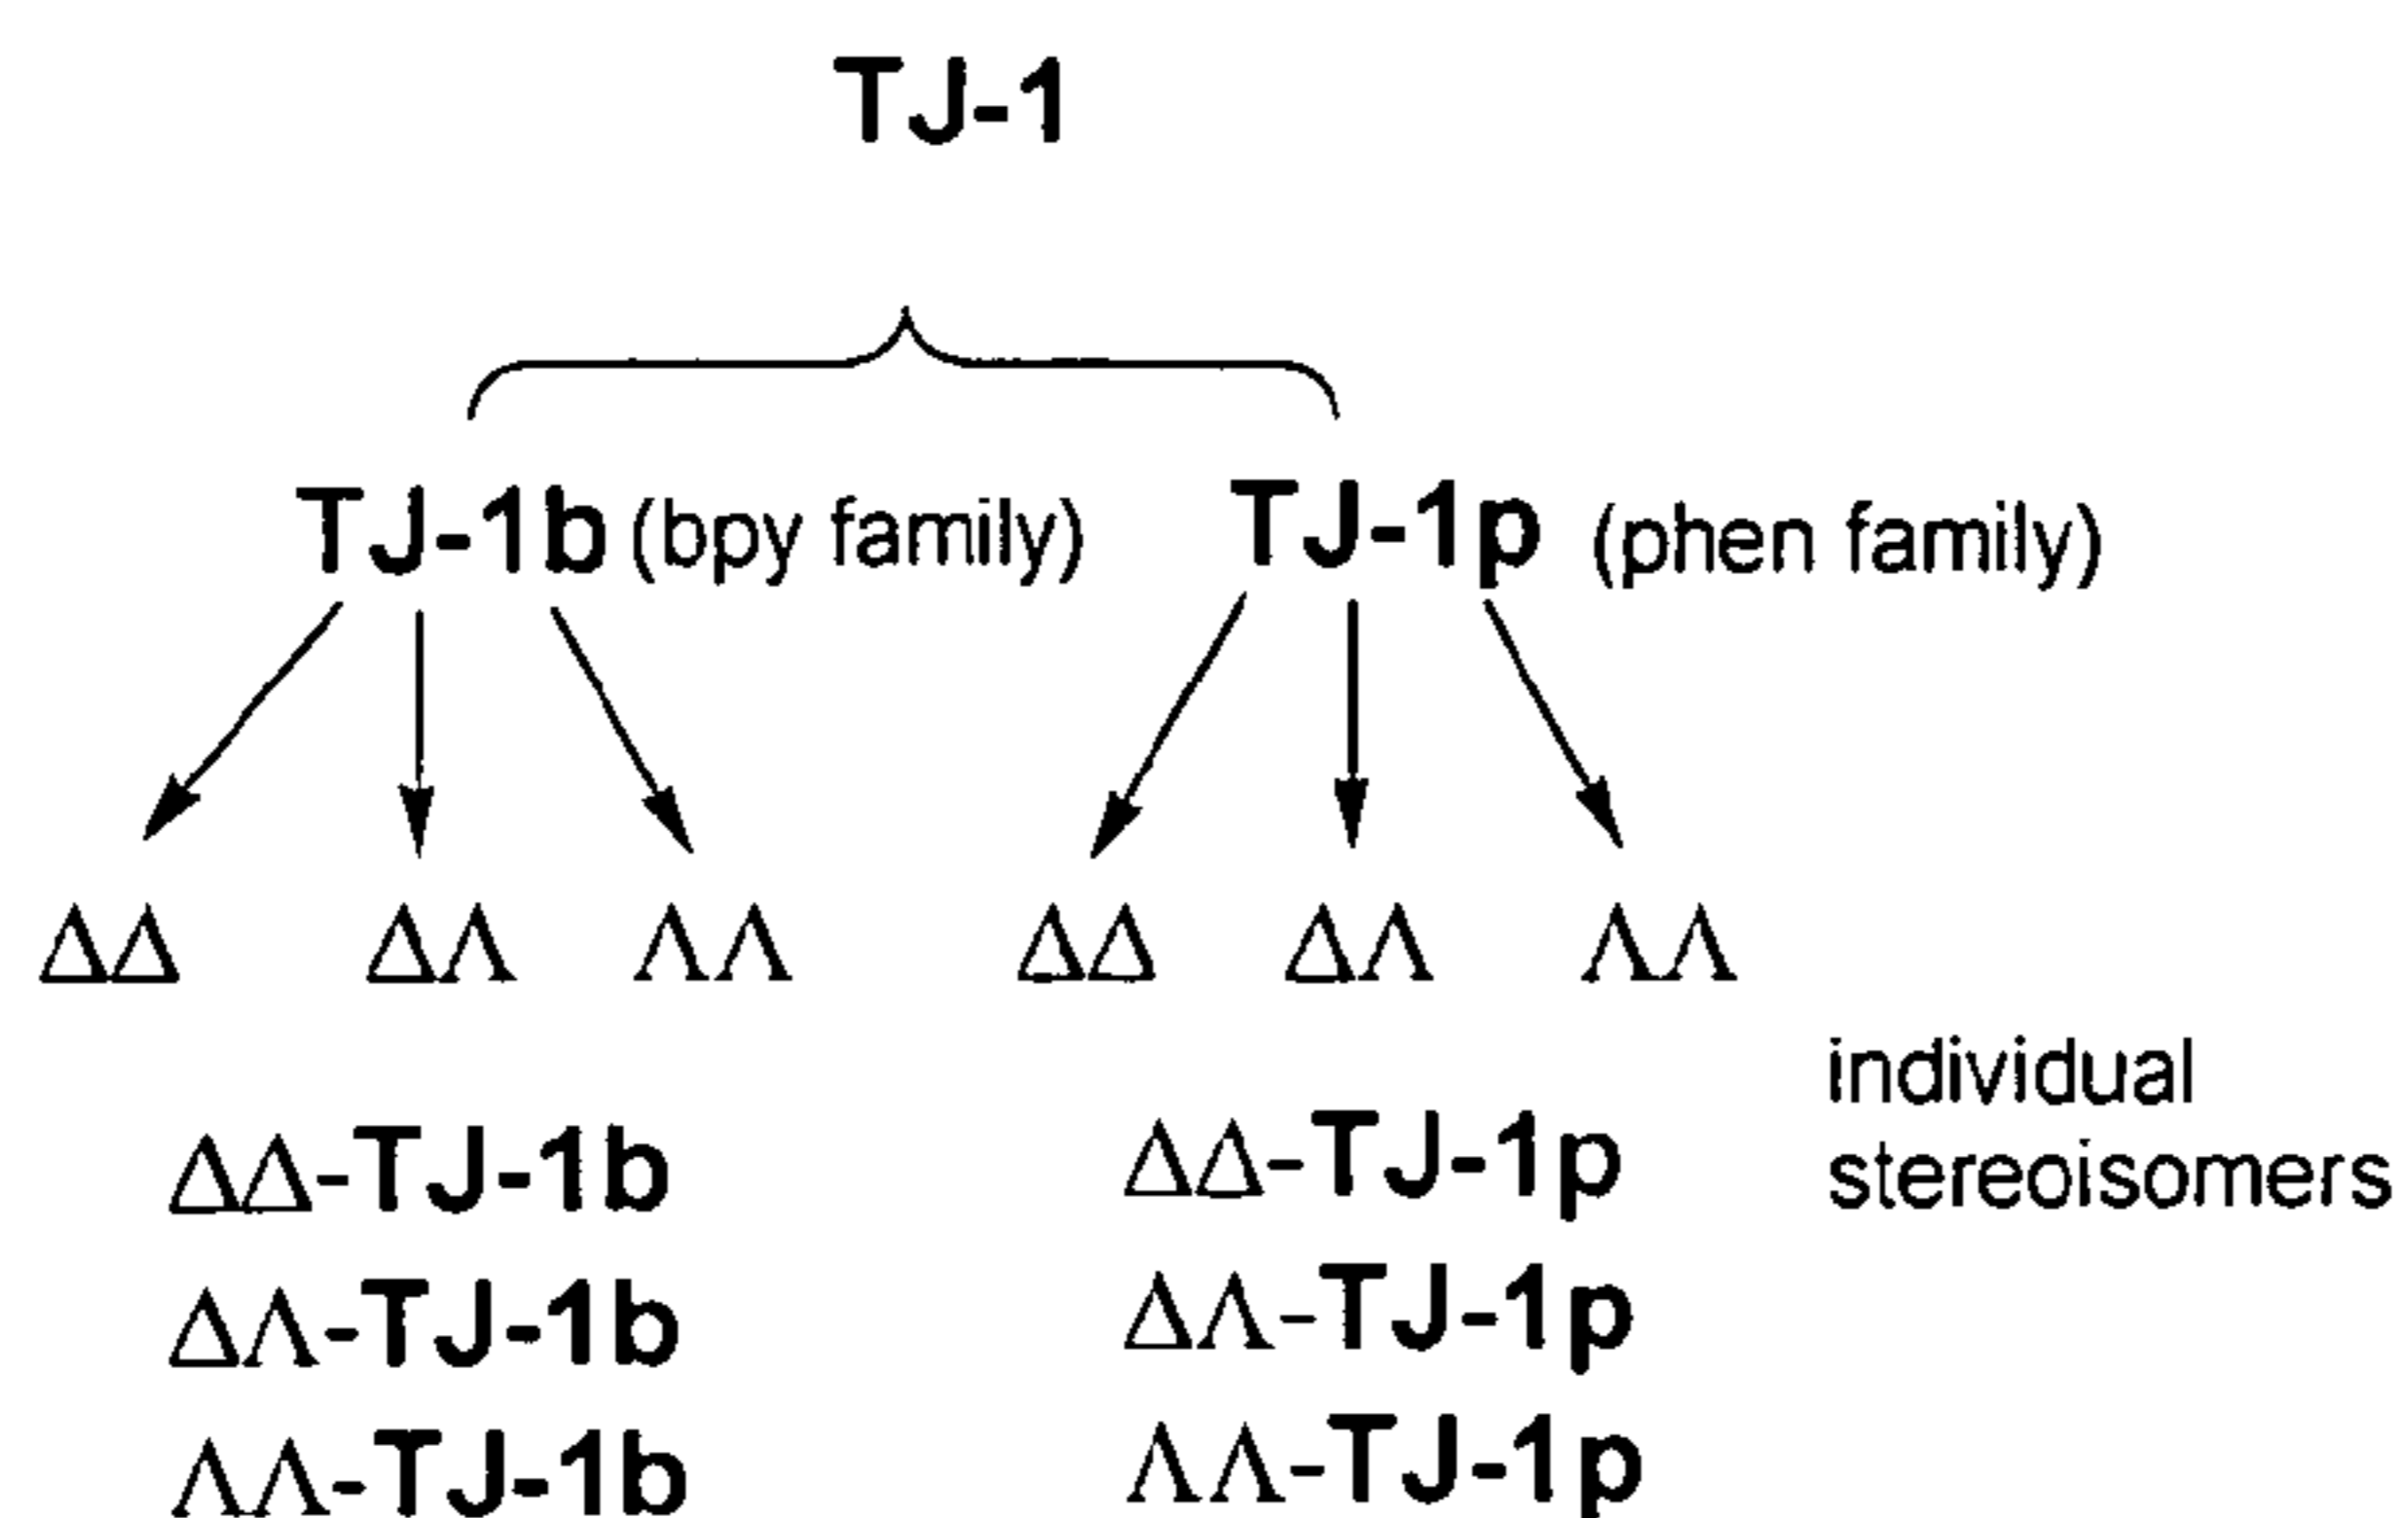 TJ-1
TJ-1b (bpy family) TJ-1p (phen family)
ΔΔ ΔΛ ΛΛ ΔΔ ΔΛ ΛΛ
individual
stereoisomers
ΔΔ-TJ-1b ΔΔ-TJ-1p
ΔΛ-TJ-1b ΔΛ-TJ-1p
ΛΛ-TJ-1b ΛΛ-TJ-1p